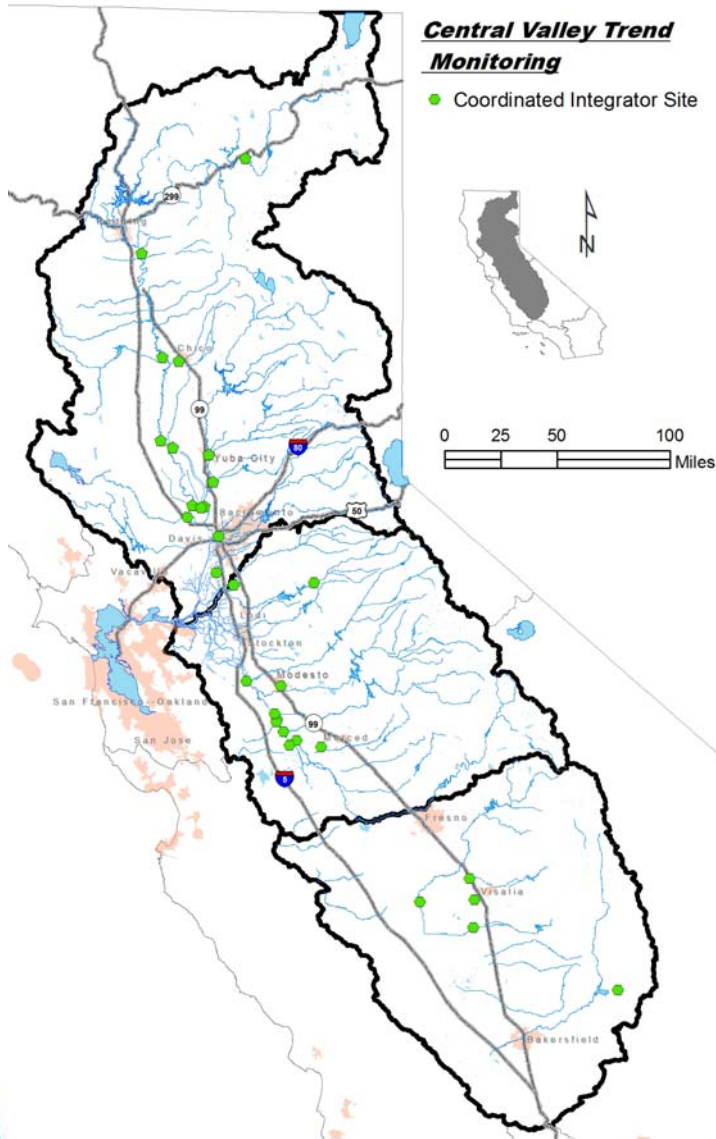 Central Valley Trend
Monitoring
Coordinated Integrator Site
299
N
Chico
99
0 25 50 100
Miles
80
Yuba City
Sacramento
50
Davis
Vacaville
Lodi
Stockton
Modesto
San Francisco--Oakland
99
Merced
San Jose
5
Fresno
Visalia
Bakersfield